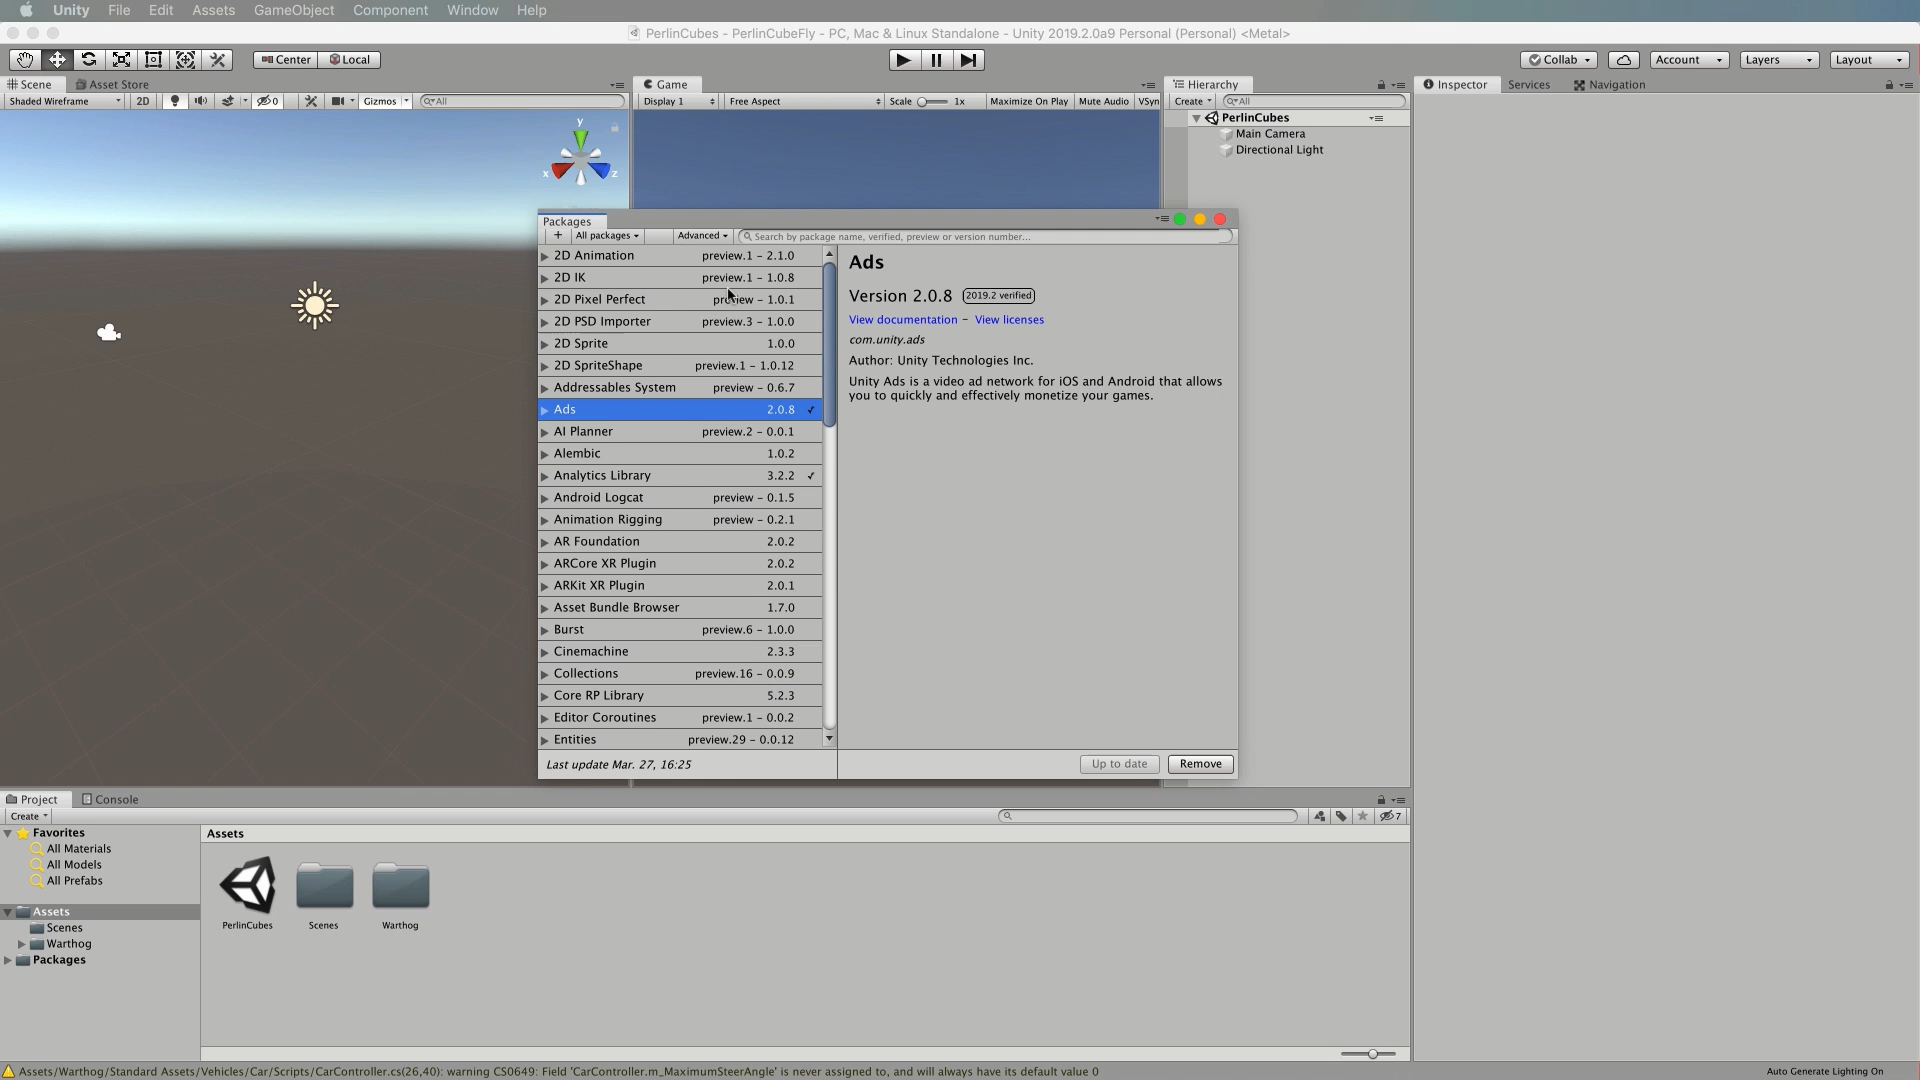 Unity File Edit Assets GameObject Component Window Help
PerlinCubes - PerlinCubeFly - PC, Mac & Linux Standalone - Unity 2019.2.0a9 Personal (Personal) <Metal>
Center Local Collab Account Layers Layout
Scene Asset Store Game Hierarchy Inspector Services Navigation
Shaded Wireframe 2D 0 Gizmos All Display 1 Free Aspect Scale 1x Maximize On Play Mute Audio VSyn Create All
PerlinCubes
Main Camera
Directional Light
y
x z
Packages
+ All packages Advanced Search by package name, verified, preview or version number...
2D Animation preview.1 – 2.1.0
2D IK preview.1 – 1.0.8
2D Pixel Perfect preview – 1.0.1
2D PSD Importer preview.3 – 1.0.0
2D Sprite 1.0.0
2D SpriteShape preview.1 – 1.0.12
Addressables System preview – 0.6.7
Ads 2.0.8 ✓
AI Planner preview.2 – 0.0.1
Alembic 1.0.2
Analytics Library 3.2.2 ✓
Android Logcat preview – 0.1.5
Animation Rigging preview – 0.2.1
AR Foundation 2.0.2
ARCore XR Plugin 2.0.2
ARKit XR Plugin 2.0.1
Asset Bundle Browser 1.7.0
Burst preview.6 – 1.0.0
Cinemachine 2.3.3
Collections preview.16 – 0.0.9
Core RP Library 5.2.3
Editor Coroutines preview.1 – 0.0.2
Entities preview.29 – 0.0.12
Last update Mar. 27, 16:25
Ads
Version 2.0.8 2019.2 verified
View documentation – View licenses
com.unity.ads
Author: Unity Technologies Inc.
Unity Ads is a video ad network for iOS and Android that allows
you to quickly and effectively monetize your games.
Up to date Remove
Project Console
Create 7
Favorites
All Materials
All Models
All Prefabs
Assets
Scenes
Warthog
Packages
Assets
PerlinCubes Scenes Warthog
Assets/Warthog/Standard Assets/Vehicles/Car/Scripts/CarController.cs(26,40): warning CS0649: Field 'CarController.m_MaximumSteerAngle' is never assigned to, and will always have its default value 0
Auto Generate Lighting On